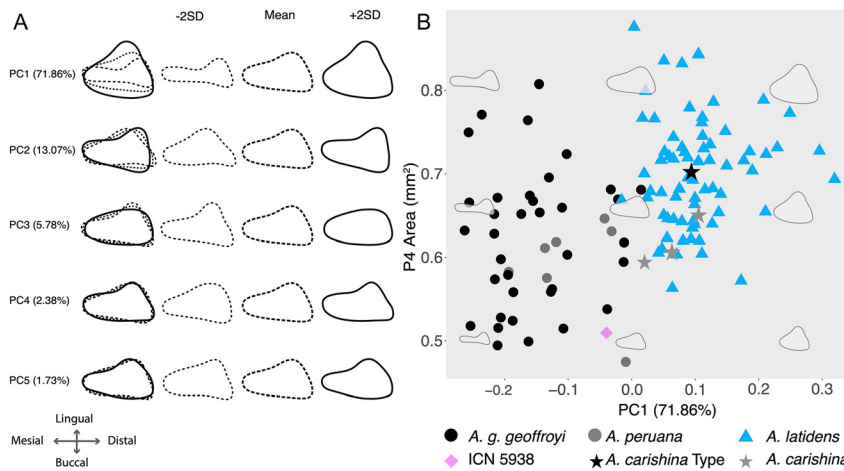 A
-2SD Mean +2SD
PC1 (71.86%)
PC2 (13.07%)
PC3 (5.78%)
PC4 (2.38%)
PC5 (1.73%)
Lingual
Mesial Distal
Buccal
B
P4 Area (mm²)
0.8
0.7
0.6
0.5
−0.2 −0.1 0.0 0.1 0.2 0.3
PC1 (71.86%)
A. g. geoffroyi A. peruana A. latidens
ICN 5938 A. carishina Type A. carishina